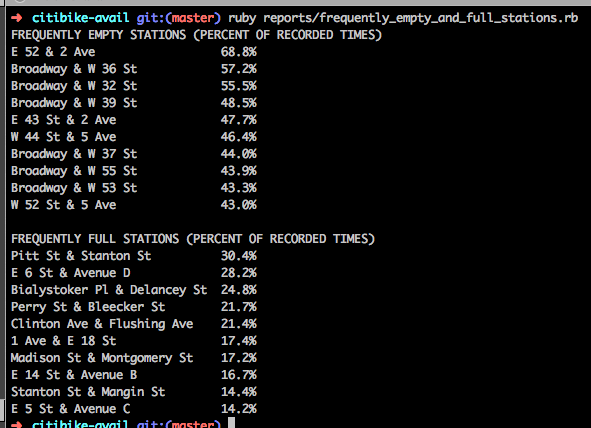 ➜  citibike-avail git:(master) ruby reports/frequently_empty_and_full_stations.rb
FREQUENTLY EMPTY STATIONS (PERCENT OF RECORDED TIMES)
E 52 & 2 Ave                68.8%
Broadway & W 36 St          57.2%
Broadway & W 32 St          55.5%
Broadway & W 39 St          48.5%
E 43 St & 2 Ave             47.7%
W 44 St & 5 Ave             46.4%
Broadway & W 37 St          44.0%
Broadway & W 55 St          43.9%
Broadway & W 53 St          43.3%
W 52 St & 5 Ave             43.0%

FREQUENTLY FULL STATIONS (PERCENT OF RECORDED TIMES)
Pitt St & Stanton St        30.4%
E 6 St & Avenue D           28.2%
Bialystoker Pl & Delancey St  24.8%
Perry St & Bleecker St      21.7%
Clinton Ave & Flushing Ave  21.4%
1 Ave & E 18 St             17.4%
Madison St & Montgomery St  17.2%
E 14 St & Avenue B          16.7%
Stanton St & Mangin St      14.4%
E 5 St & Avenue C           14.2%
➜  citibike-avail git:(master)